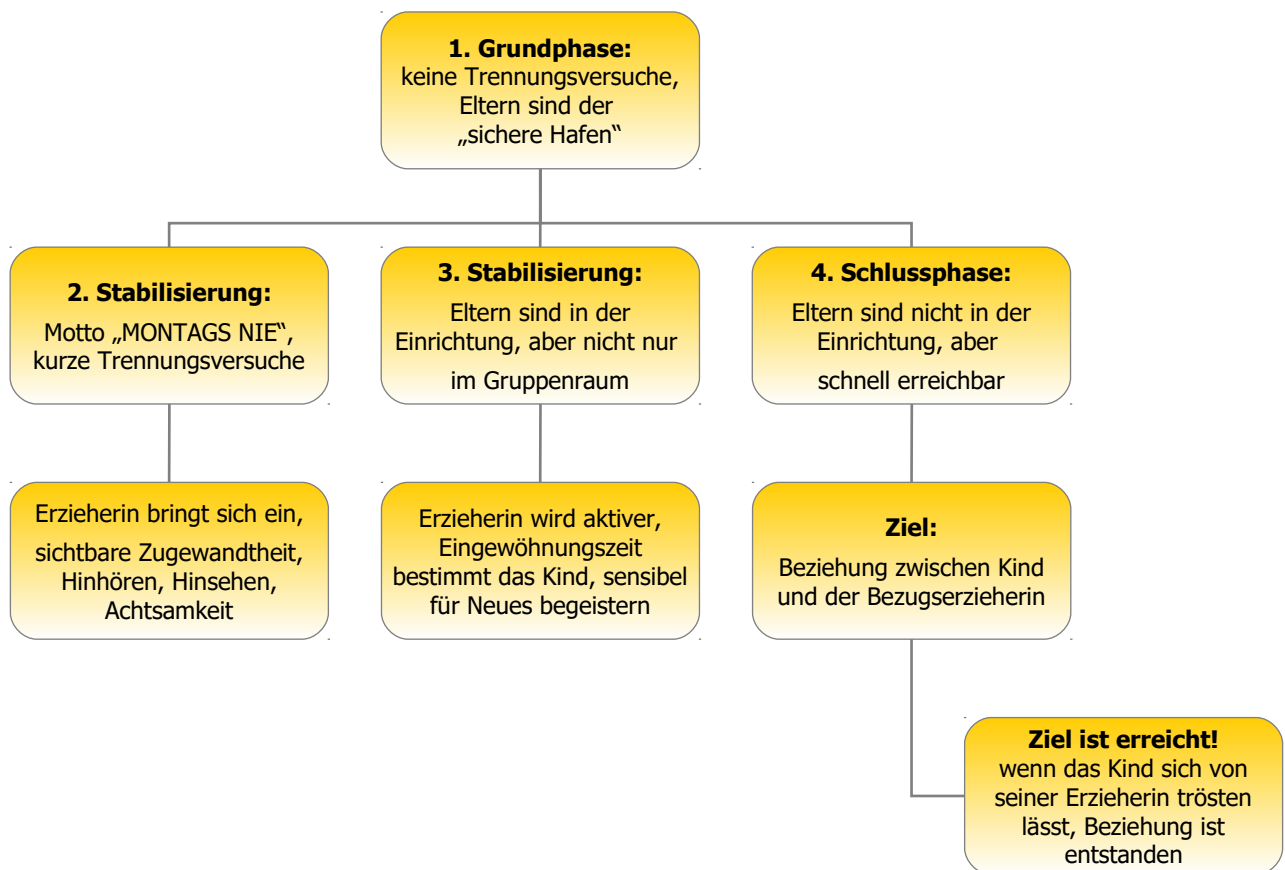 1. Grundphase:
keine Trennungsversuche,
Eltern sind der
„sichere Hafen“
2. Stabilisierung:
Motto „MONTAGS NIE“,
kurze Trennungsversuche
3. Stabilisierung:
Eltern sind in der
Einrichtung, aber nicht nur
im Gruppenraum
4. Schlussphase:
Eltern sind nicht in der
Einrichtung, aber
schnell erreichbar
Erzieherin bringt sich ein,
sichtbare Zugewandtheit,
Hinhören, Hinsehen,
Achtsamkeit
Erzieherin wird aktiver,
Eingewöhnungszeit
bestimmt das Kind, sensibel
für Neues begeistern
Ziel:
Beziehung zwischen Kind
und der Bezugserzieherin
Ziel ist erreicht!
wenn das Kind sich von
seiner Erzieherin trösten
lässt, Beziehung ist
entstanden